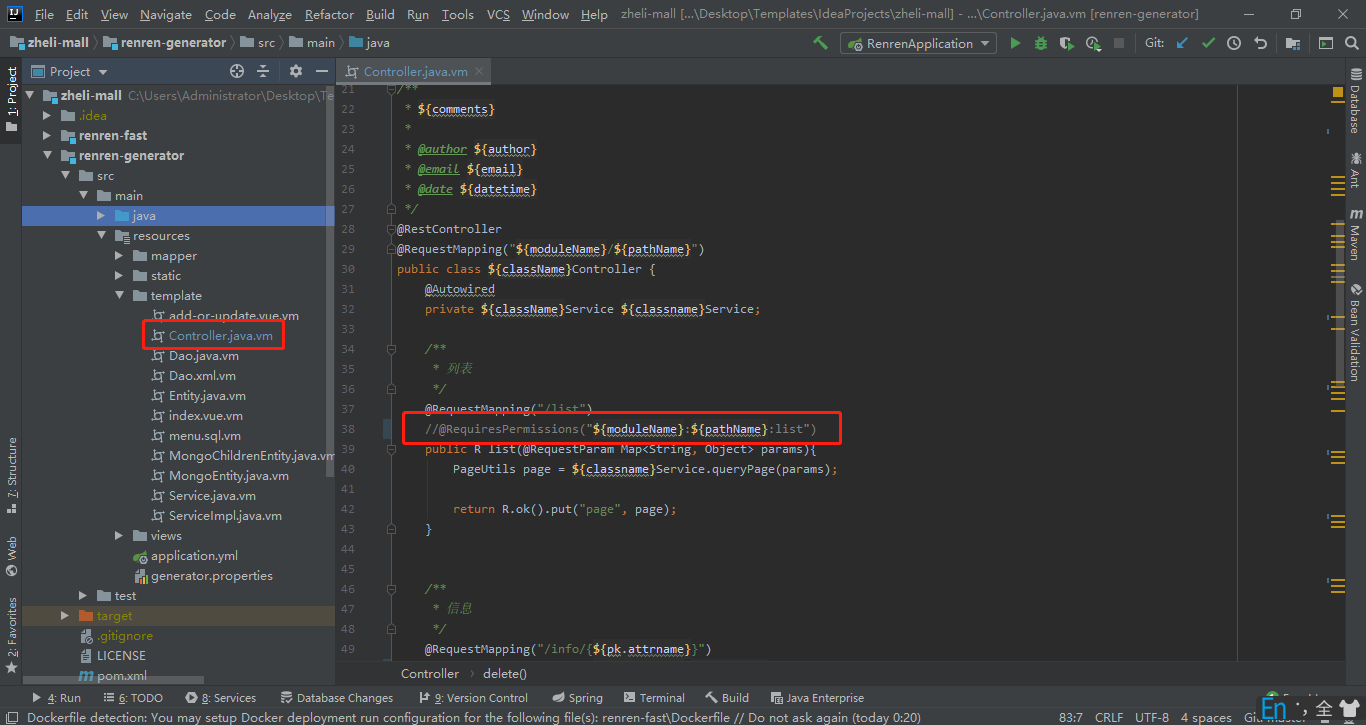 File Edit View Navigate Code Analyze Refactor Build Run Tools VCS Window Help zheli-mall [...\Desktop\Templates\IdeaProjects\zheli-mall] - ...\Controller.java.vm [renren-generator]
zheli-mall renren-generator src main java RenrenApplication Git:
Project Controller.java.vm
1: Project
7: Structure
Web
2: Favorites
zheli-mall C:\Users\Administrator\Desktop\Te
.idea
renren-fast
renren-generator
src
main
java
resources
mapper
static
template
add-or-update.vue.vm
Controller.java.vm
Dao.java.vm
Dao.xml.vm
Entity.java.vm
index.vue.vm
menu.sql.vm
MongoChildrenEntity.java.vm
MongoEntity.java.vm
Service.java.vm
ServiceImpl.java.vm
views
application.yml
generator.properties
test
target
.gitignore
LICENSE
pom.xml
21 /**
22 * ${comments}
23 *
24 * @author ${author}
25 * @email ${email}
26 * @date ${datetime}
27 */
28 @RestController
29 @RequestMapping("${moduleName}/${pathName}")
30 public class ${className}Controller {
31 @Autowired
32 private ${className}Service ${classname}Service;
33
34 /**
35 * 列表
36 */
37 @RequestMapping("/list")
38 //@RequiresPermissions("${moduleName}:${pathName}:list")
39 public R list(@RequestParam Map<String, Object> params){
40 PageUtils page = ${classname}Service.queryPage(params);
41
42 return R.ok().put("page", page);
43 }
44
45
46 /**
47 * 信息
48 */
49 @RequestMapping("/info/{${pk.attrname}}")
Controller › delete()
Database
Ant
Maven
Bean Validation
4: Run 6: TODO 8: Services Database Changes 9: Version Control Spring Terminal Build Java Enterprise
Dockerfile detection: You may setup Docker deployment run configuration for the following file(s): renren-fast\Dockerfile // Do not ask again (today 0:20) 83:7 CRLF UTF-8 4 spaces
En 全